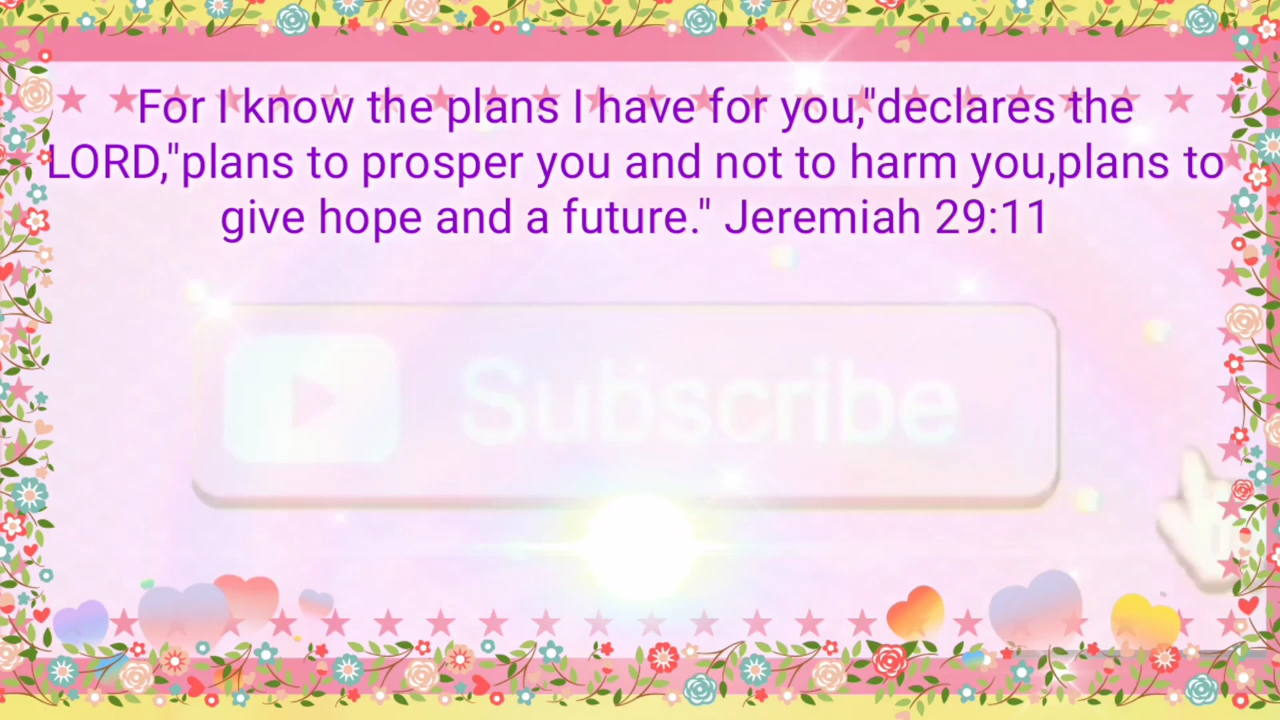 For I know the plans I have for you,"declares the
LORD,"plans to prosper you and not to harm you,plans to
give hope and a future." Jeremiah 29:11
Subscribe